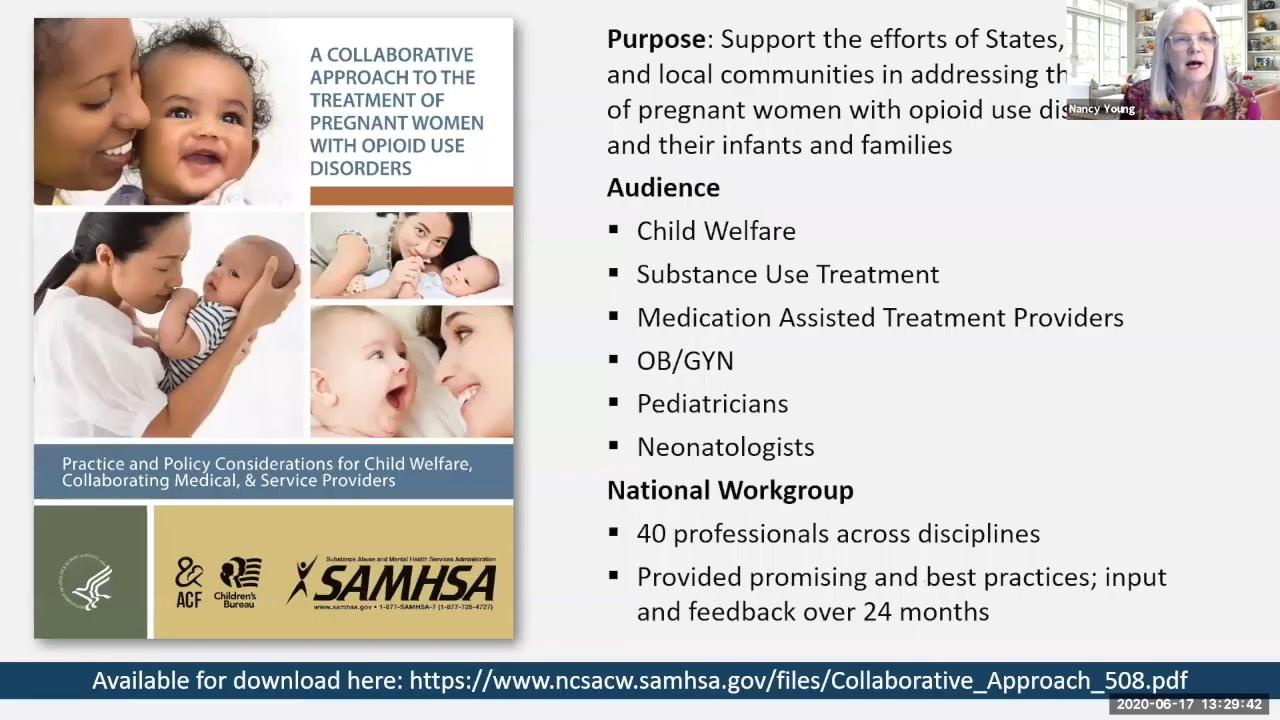 A COLLABORATIVE
APPROACH TO THE
TREATMENT OF
PREGNANT WOMEN
WITH OPIOID USE
DISORDERS
Practice and Policy Considerations for Child Welfare,
Collaborating Medical, & Service Providers
&
ACF
Children's
Bureau
Substance Abuse and Mental Health Services Administration
SAMHSA
www.samhsa.gov • 1-877-SAMHSA-7 (1-877-726-4727)
Purpose: Support the efforts of States,
and local communities in addressing th
of pregnant women with opioid use dis
and their infants and families
Audience
▪ Child Welfare
▪ Substance Use Treatment
▪ Medication Assisted Treatment Providers
▪ OB/GYN
▪ Pediatricians
▪ Neonatologists
National Workgroup
▪ 40 professionals across disciplines
▪ Provided promising and best practices; input
and feedback over 24 months
Nancy Young
Available for download here: https://www.ncsacw.samhsa.gov/files/Collaborative_Approach_508.pdf
2020-06-17 13:29:42